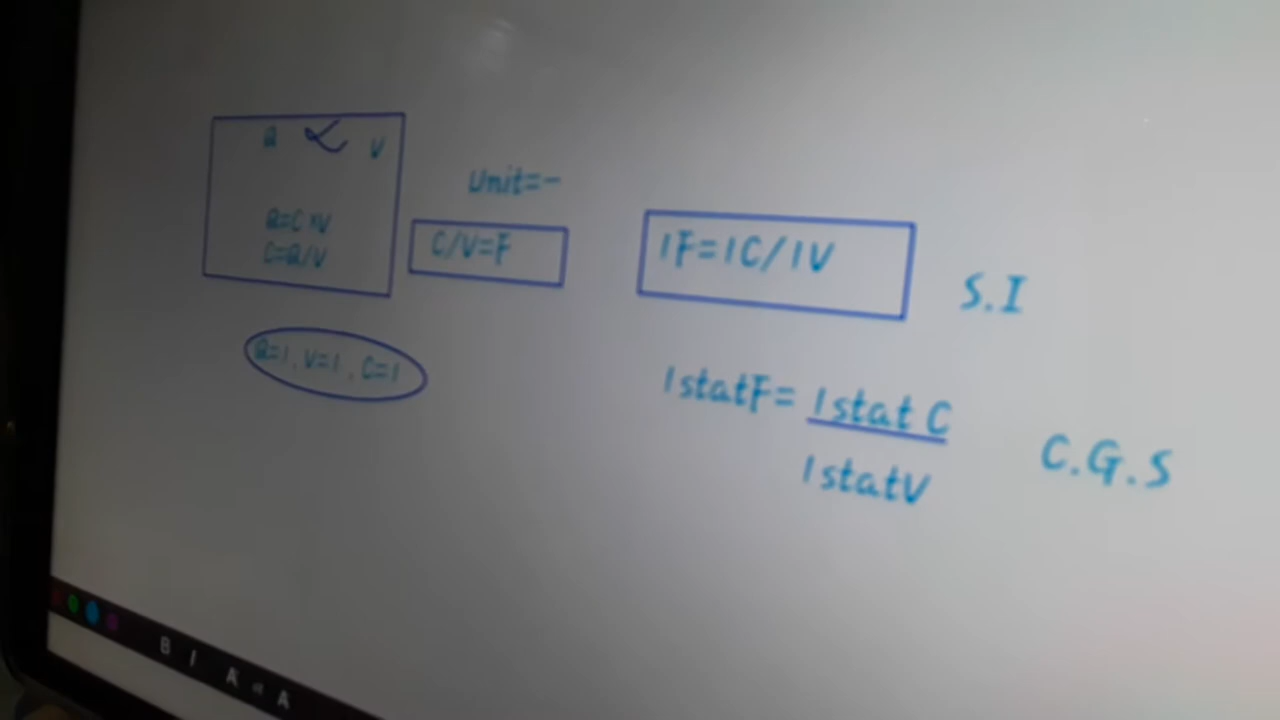 Q ∝ V
Q=C×V
C=Q/V
Unit=-
C/V=F
Q=1, V=1, C=1
1F=1C/1V
S.I
1statF= 1stat C
1statV
C.G.S
B I A A